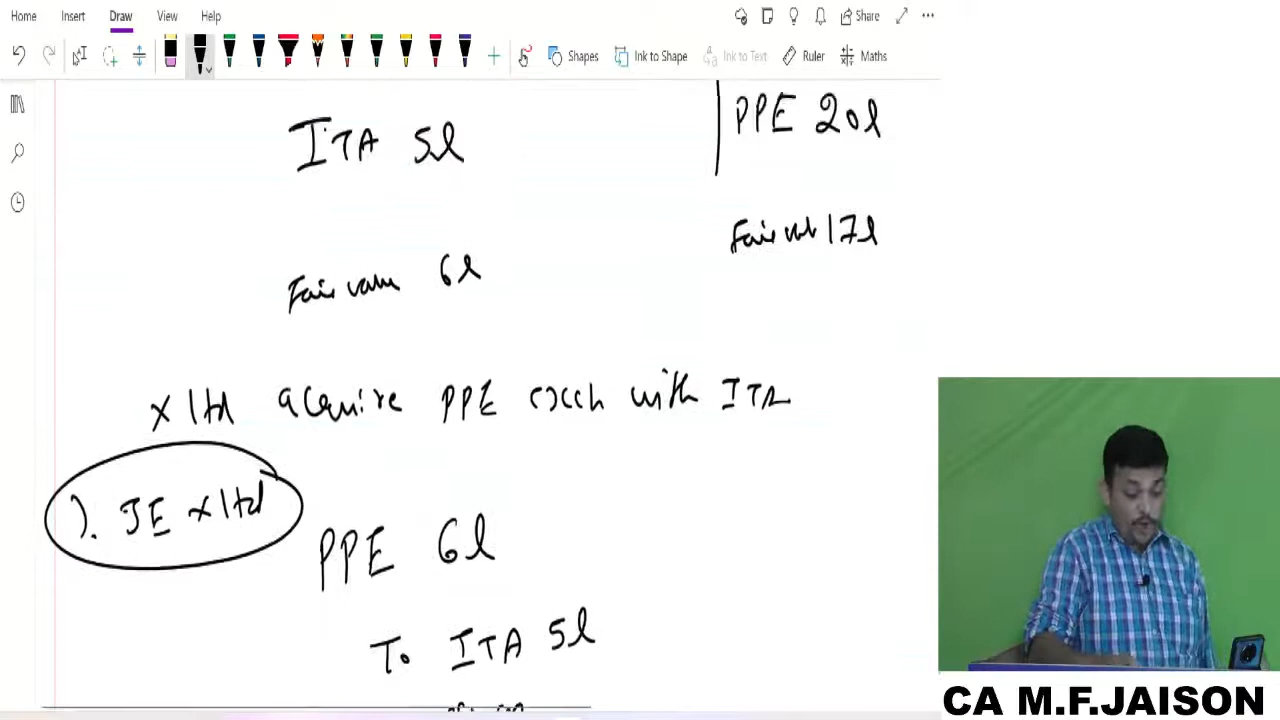 Home Insert Draw View Help Share
Shapes Ink to Shape Ink to Text Ruler Maths
ITA 5l
PPE 20l
Fair val 17l
Fair value 6l
X ltd acquire PPE exch with ITA
). JE X ltd
PPE 6l
To ITA 5l
CA M.F.JAISON